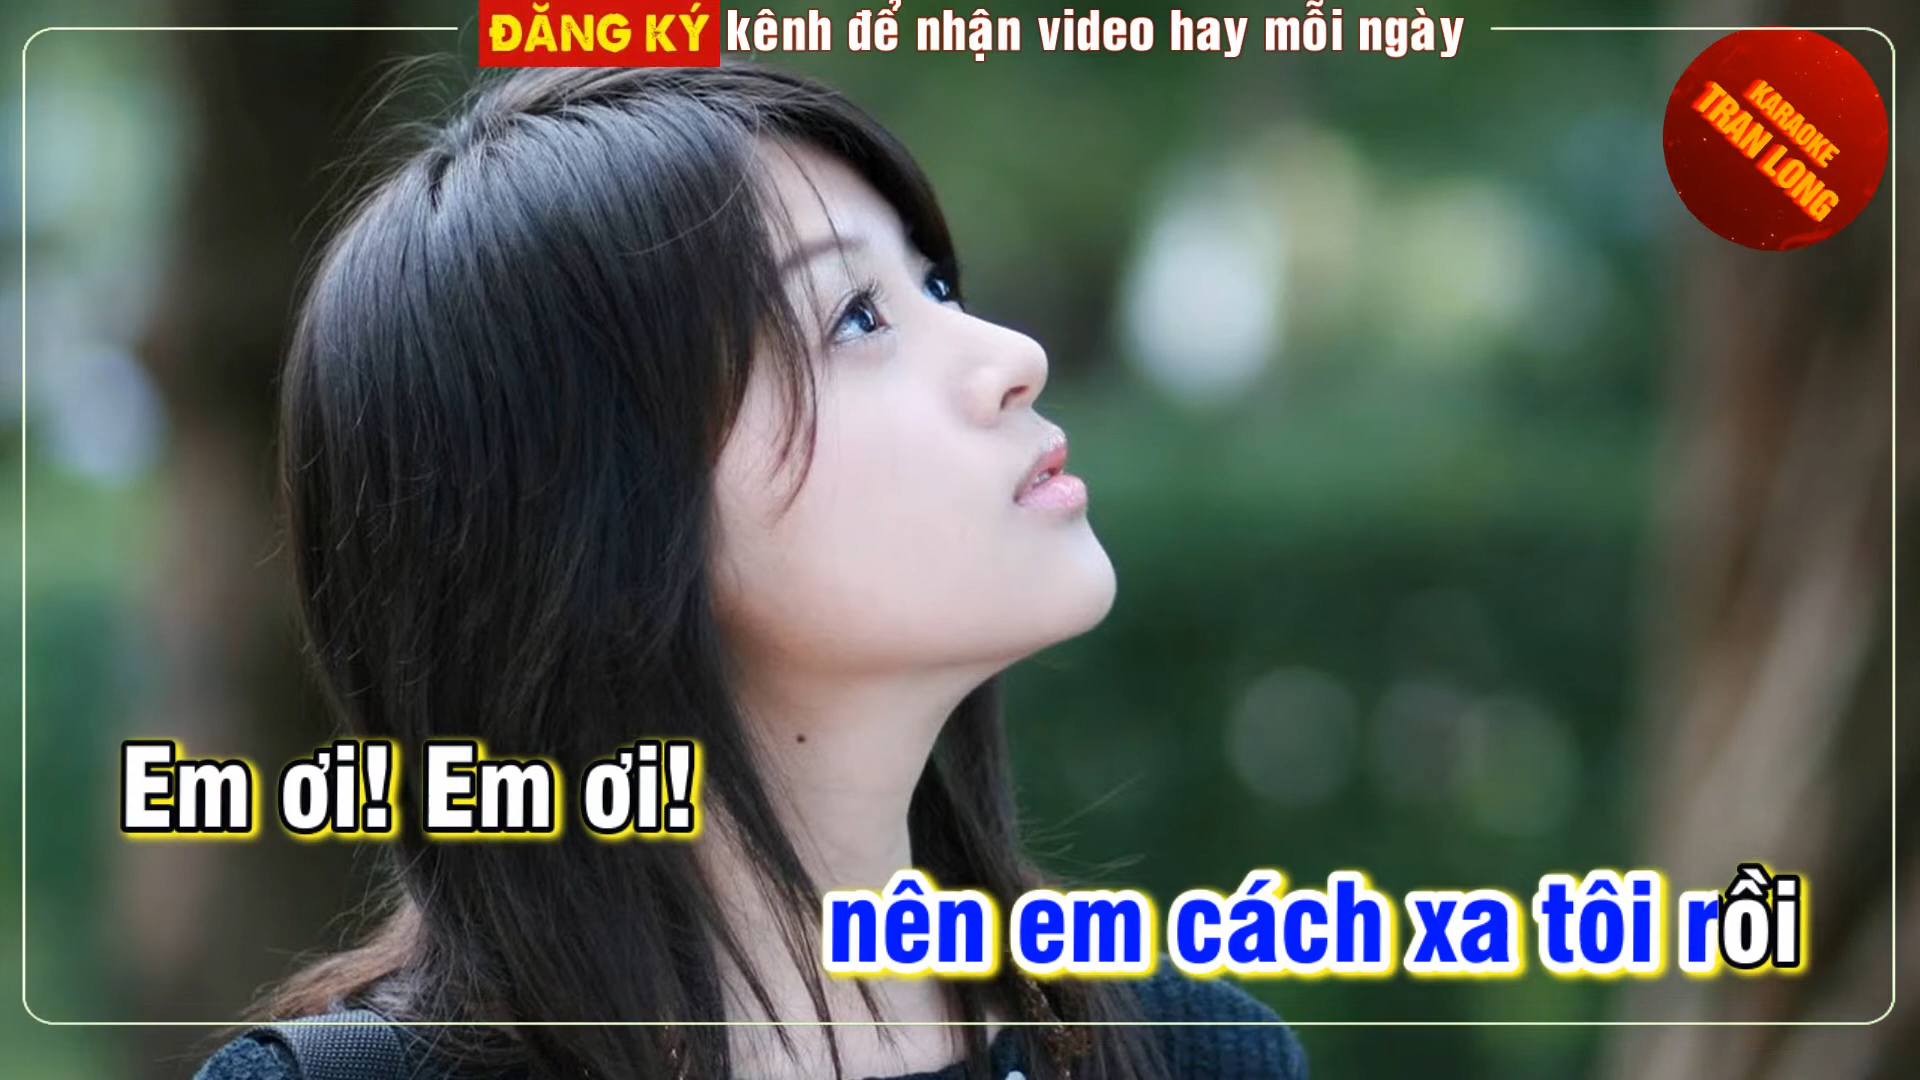 ĐĂNG KÝ kênh để nhận video hay mỗi ngày
KARAOKE
TRAN LONG
Em ơi! Em ơi!
nên em cách xa tôi rồi